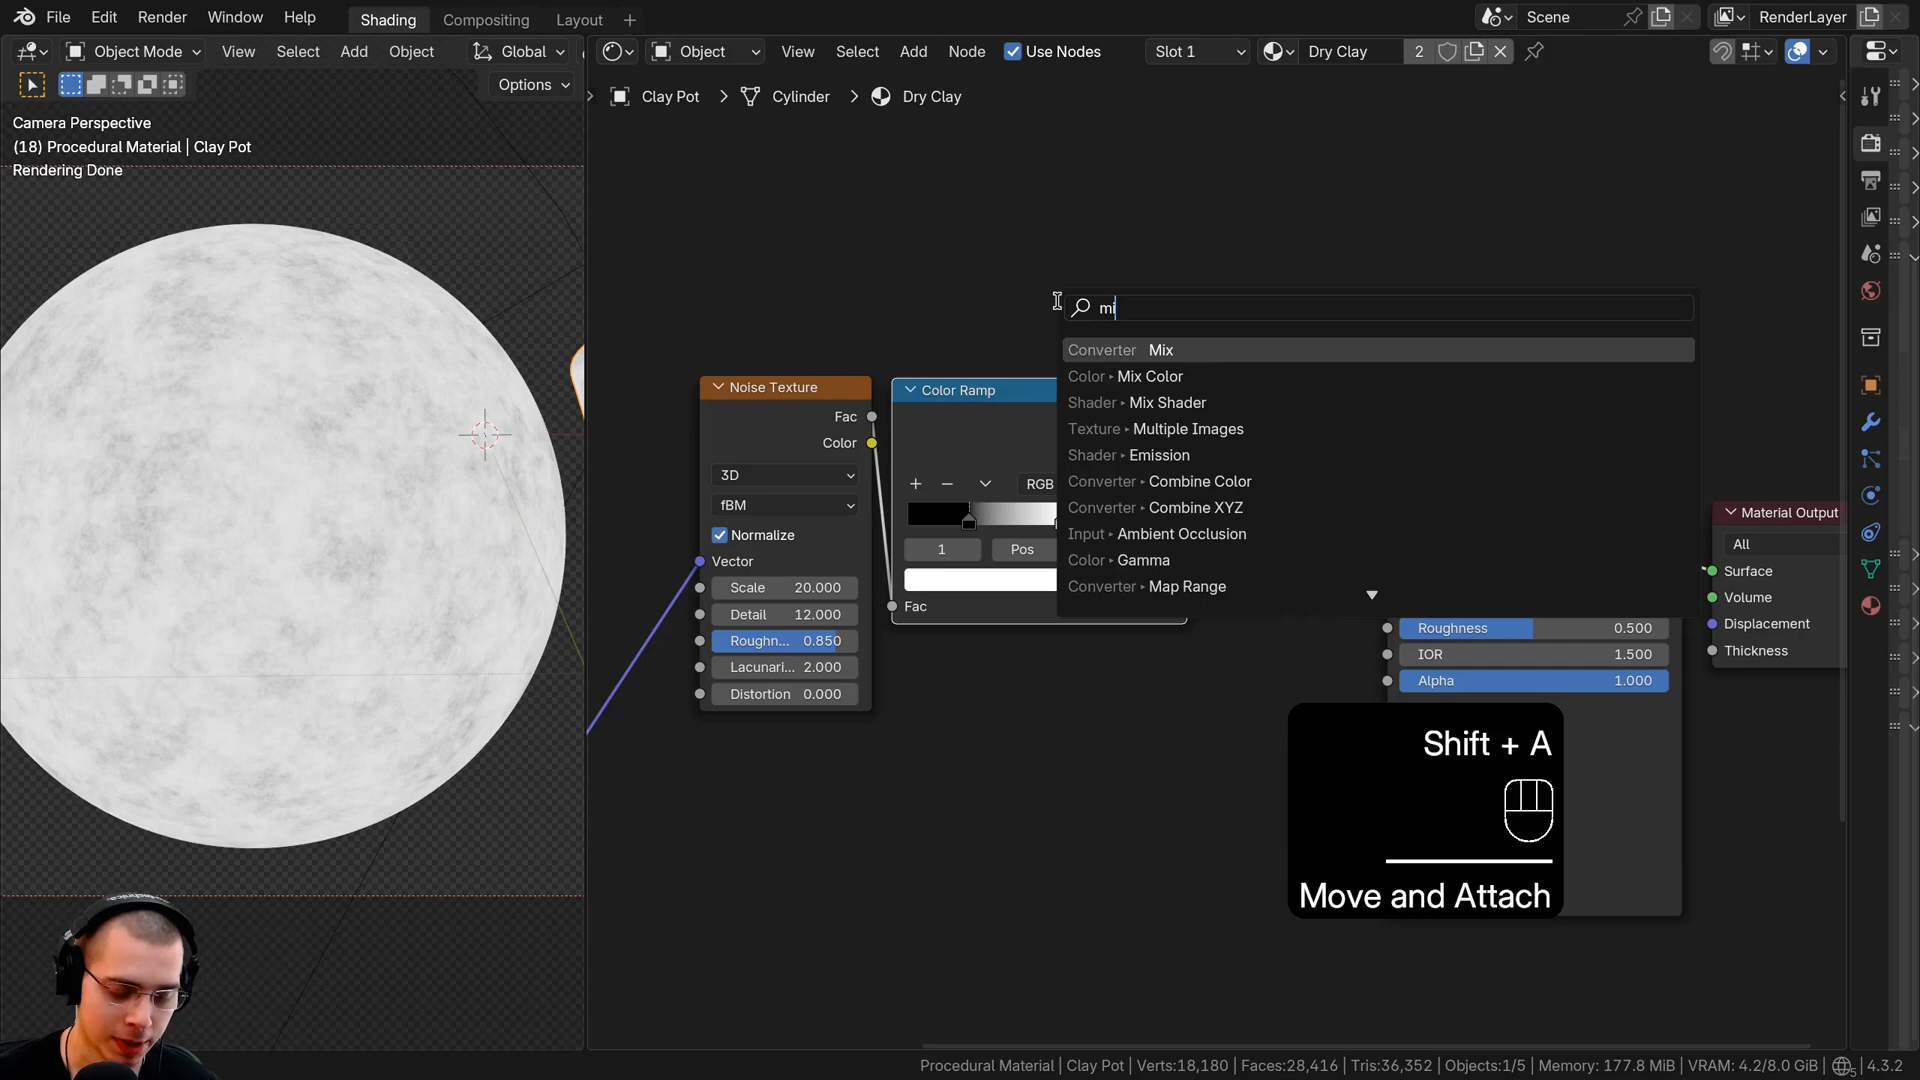 File Edit Render Window Help Shading Compositing Layout + Scene RenderLayer
Object Mode View Select Add Object Global Object View Select Add Node Use Nodes Slot 1 Dry Clay 2
Options
Clay Pot > Cylinder > Dry Clay
Camera Perspective
(18) Procedural Material | Clay Pot
Rendering Done
mi
Converter Mix
Color ▸ Mix Color
Shader ▸ Mix Shader
Texture ▸ Multiple Images
Shader ▸ Emission
Converter ▸ Combine Color
Converter ▸ Combine XYZ
Input ▸ Ambient Occlusion
Color ▸ Gamma
Converter ▸ Map Range
Noise Texture
Fac
Color
3D
fBM
Normalize
Vector
Scale 20.000
Detail 12.000
Roughn... 0.850
Lacunari... 2.000
Distortion 0.000
Color Ramp
+ − RGB
1 Pos
Fac
Roughness 0.500
IOR 1.500
Alpha 1.000
Material Output
All
Surface
Volume
Displacement
Thickness
Shift + A
Move and Attach
Procedural Material | Clay Pot | Verts:18,180 | Faces:28,416 | Tris:36,352 | Objects:1/5 | Memory: 177.8 MiB | VRAM: 4.2/8.0 GiB | 5 | 4.3.2